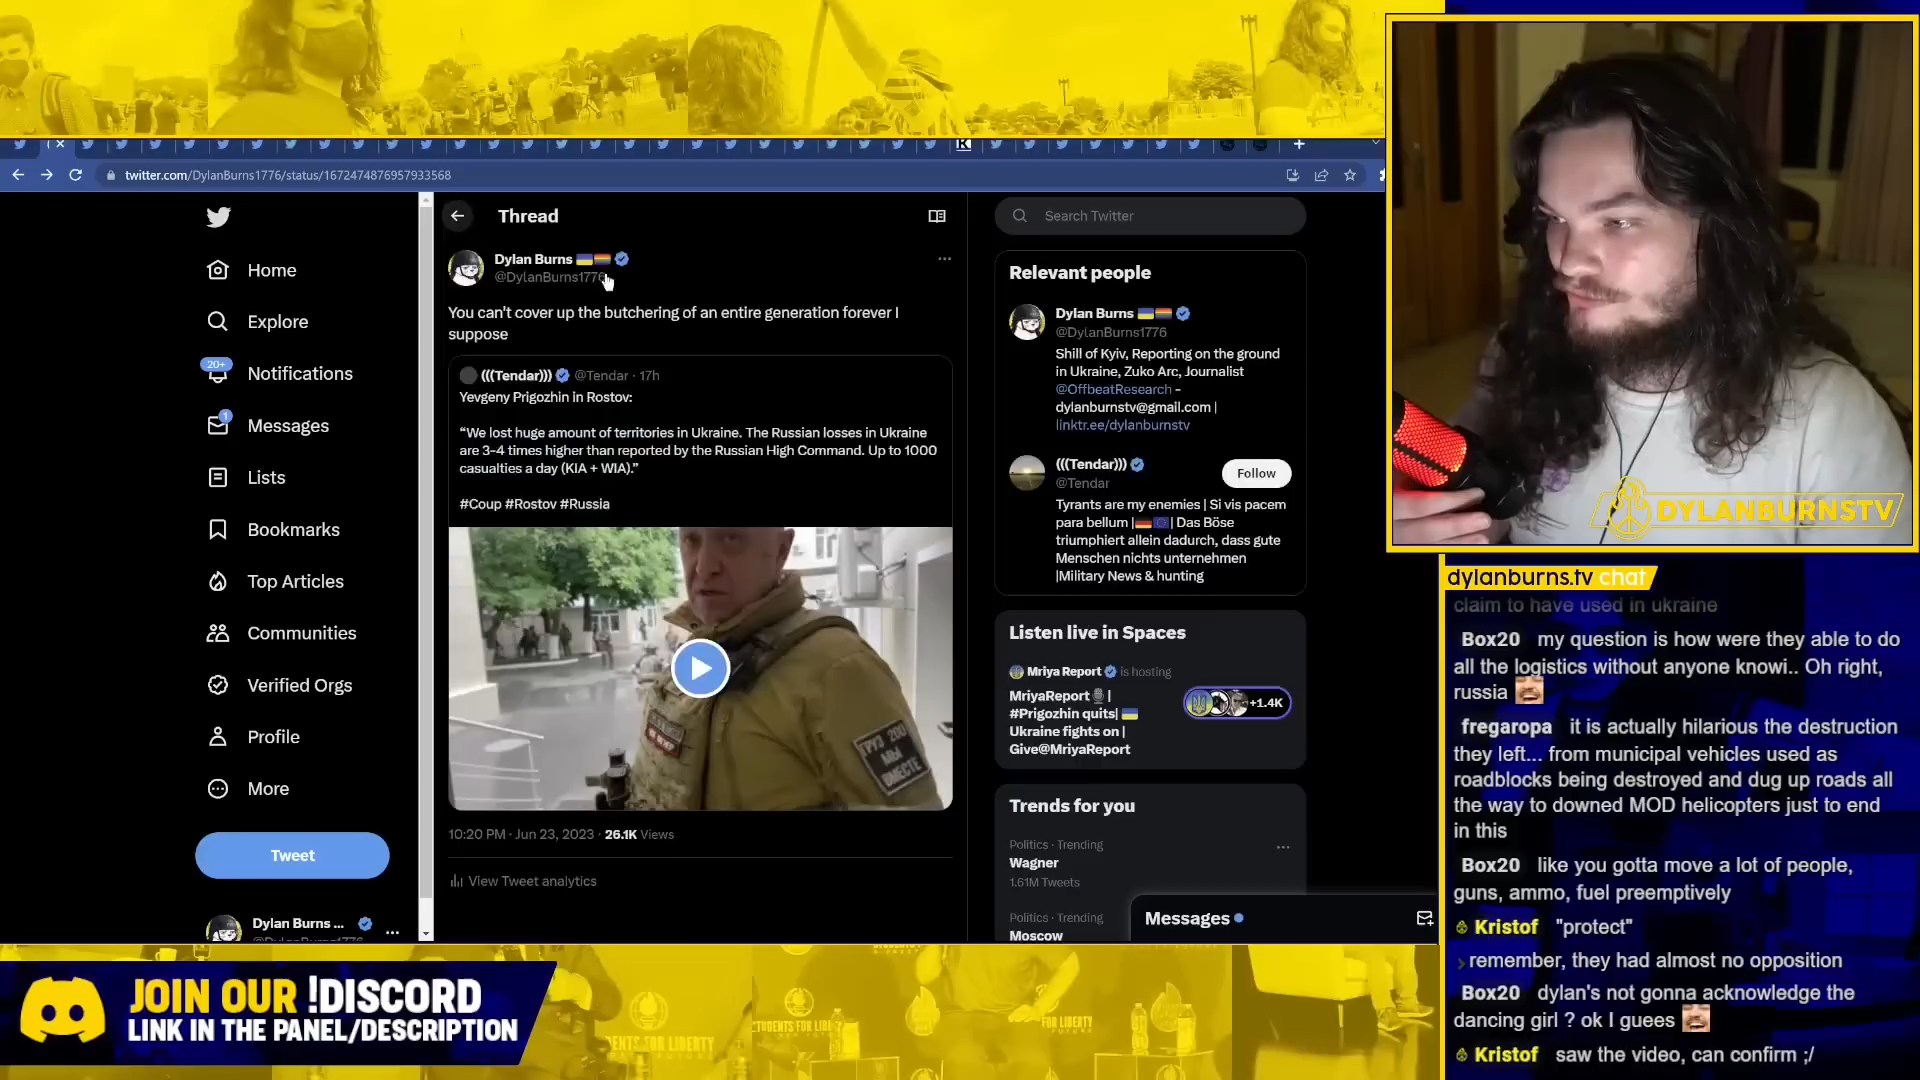 twitter.com/DylanBurns1776/status/1672474876957933568
Home
Explore
20+
Notifications
1
Messages
Lists
Bookmarks
Top Articles
Communities
Verified Orgs
Profile
More
Tweet
Dylan Burns ...
Thread
Dylan Burns
@DylanBurns1776
You can't cover up the butchering of an entire generation forever I
suppose
(((Tendar))) @Tendar · 17h
Yevgeny Prigozhin in Rostov:
“We lost huge amount of territories in Ukraine. The Russian losses in Ukraine
are 3-4 times higher than reported by the Russian High Command. Up to 1000
casualties a day (KIA + WIA).”
#Coup #Rostov #Russia
ГРУЗ 200
МЫ
ВМЕСТЕ
10:20 PM · Jun 23, 2023 · 26.1K Views
View Tweet analytics
Search Twitter
Relevant people
Dylan Burns
@DylanBurns1776
Shill of Kyiv, Reporting on the ground
in Ukraine, Zuko Arc, Journalist
@OffbeatResearch -
dylanburnstv@gmail.com |
linktr.ee/dylanburnstv
(((Tendar)))
@Tendar
Follow
Tyrants are my enemies | Si vis pacem
para bellum | | Das Böse
triumphiert allein dadurch, dass gute
Menschen nichts unternehmen
|Military News & hunting
Listen live in Spaces
Mriya Report is hosting
MriyaReport |
#Prigozhin quits|
Ukraine fights on |
Give@MriyaReport
+1.4K
Trends for you
Politics · Trending
Wagner
1.61M Tweets
Politics · Trending
Moscow
Messages
DYLANBURNSTV
dylanburns.tv chat
claim to have used in ukraine
Box20 my question is how were they able to do
all the logistics without anyone knowi.. Oh right,
russia
fregaropa it is actually hilarious the destruction
they left... from municipal vehicles used as
roadblocks being destroyed and dug up roads all
the way to downed MOD helicopters just to end
in this
Box20 like you gotta move a lot of people,
guns, ammo, fuel preemptively
Kristof "protect"
remember, they had almost no opposition
Box20 dylan's not gonna acknowledge the
dancing girl ? ok I guees
Kristof saw the video, can confirm ;/
JOIN OUR !DISCORD
LINK IN THE PANEL/DESCRIPTION
FOR LIBERTY